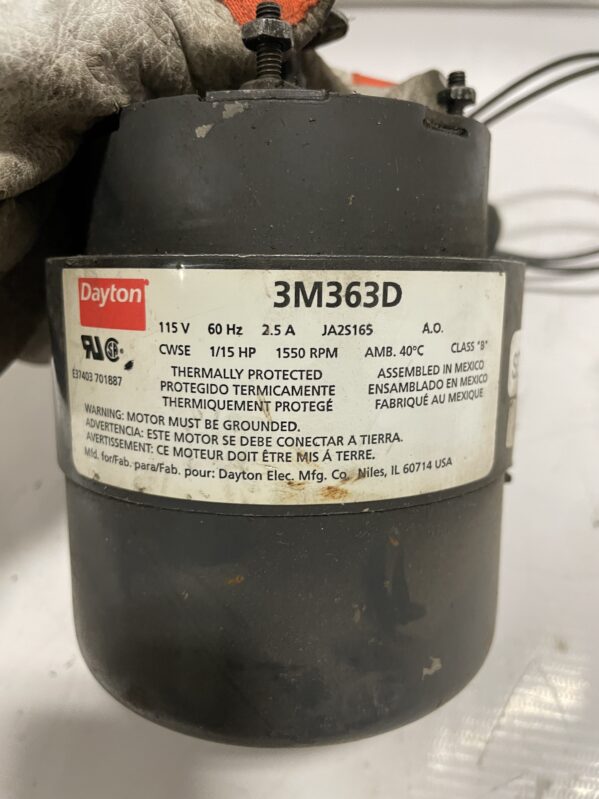 Dayton
3M363D
115 V 60 Hz 2.5 A JA2S165 A.O.
CWSE 1/15 HP 1550 RPM AMB. 40°C CLASS "B"
E37403 701887
THERMALLY PROTECTED
PROTEGIDO TERMICAMENTE
THERMIQUEMENT PROTEGÉ
ASSEMBLED IN MEXICO
ENSAMBLADO EN MEXICO
FABRIQUÉ AU MEXIQUE
WARNING: MOTOR MUST BE GROUNDED.
ADVERTENCIA: ESTE MOTOR SE DEBE CONECTAR A TIERRA.
AVERTISSEMENT: CE MOTEUR DOIT ÊTRE MIS Á TERRE.
Mfd. for/Fab. para/Fab. pour: Dayton Elec. Mfg. Co. Niles, IL 60714 USA